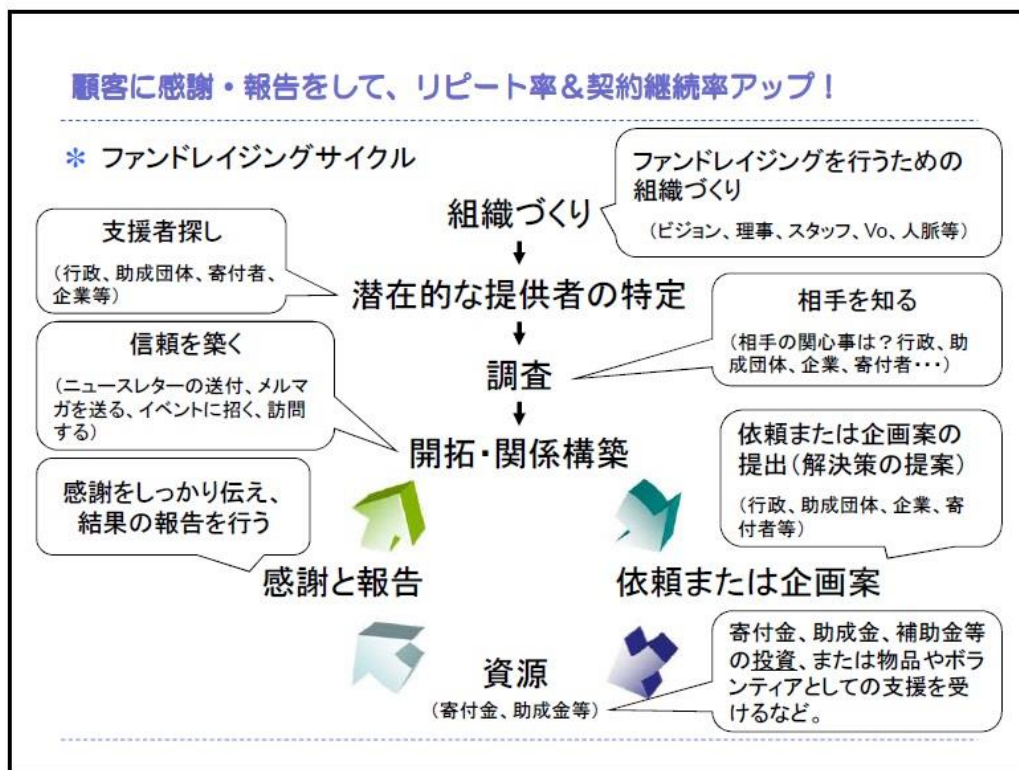 顧客に感謝・報告をして、リピート率&契約継続率アップ!
＊ ファンドレイジングサイクル
ファンドレイジングを行うための
組織づくり
(ビジョン、理事、スタッフ、Vo、人脈等)
組織づくり
支援者探し
(行政、助成団体、寄付者、
企業等)
潜在的な提供者の特定
相手を知る
(相手の関心事は?行政、助
成団体、企業、寄付者・・・)
信頼を築く
(ニュースレターの送付、メルマ
ガを送る、イベントに招く、訪問
する)
調査
開拓・関係構築
依頼または企画案の
提出(解決策の提案)
(行政、助成団体、企業、寄
付者等)
感謝をしっかり伝え、
結果の報告を行う
感謝と報告
依頼または企画案
寄付金、助成金、補助金等
の投資、または物品やボラ
ンティアとしての支援を受
けるなど。
資源
(寄付金、助成金等)